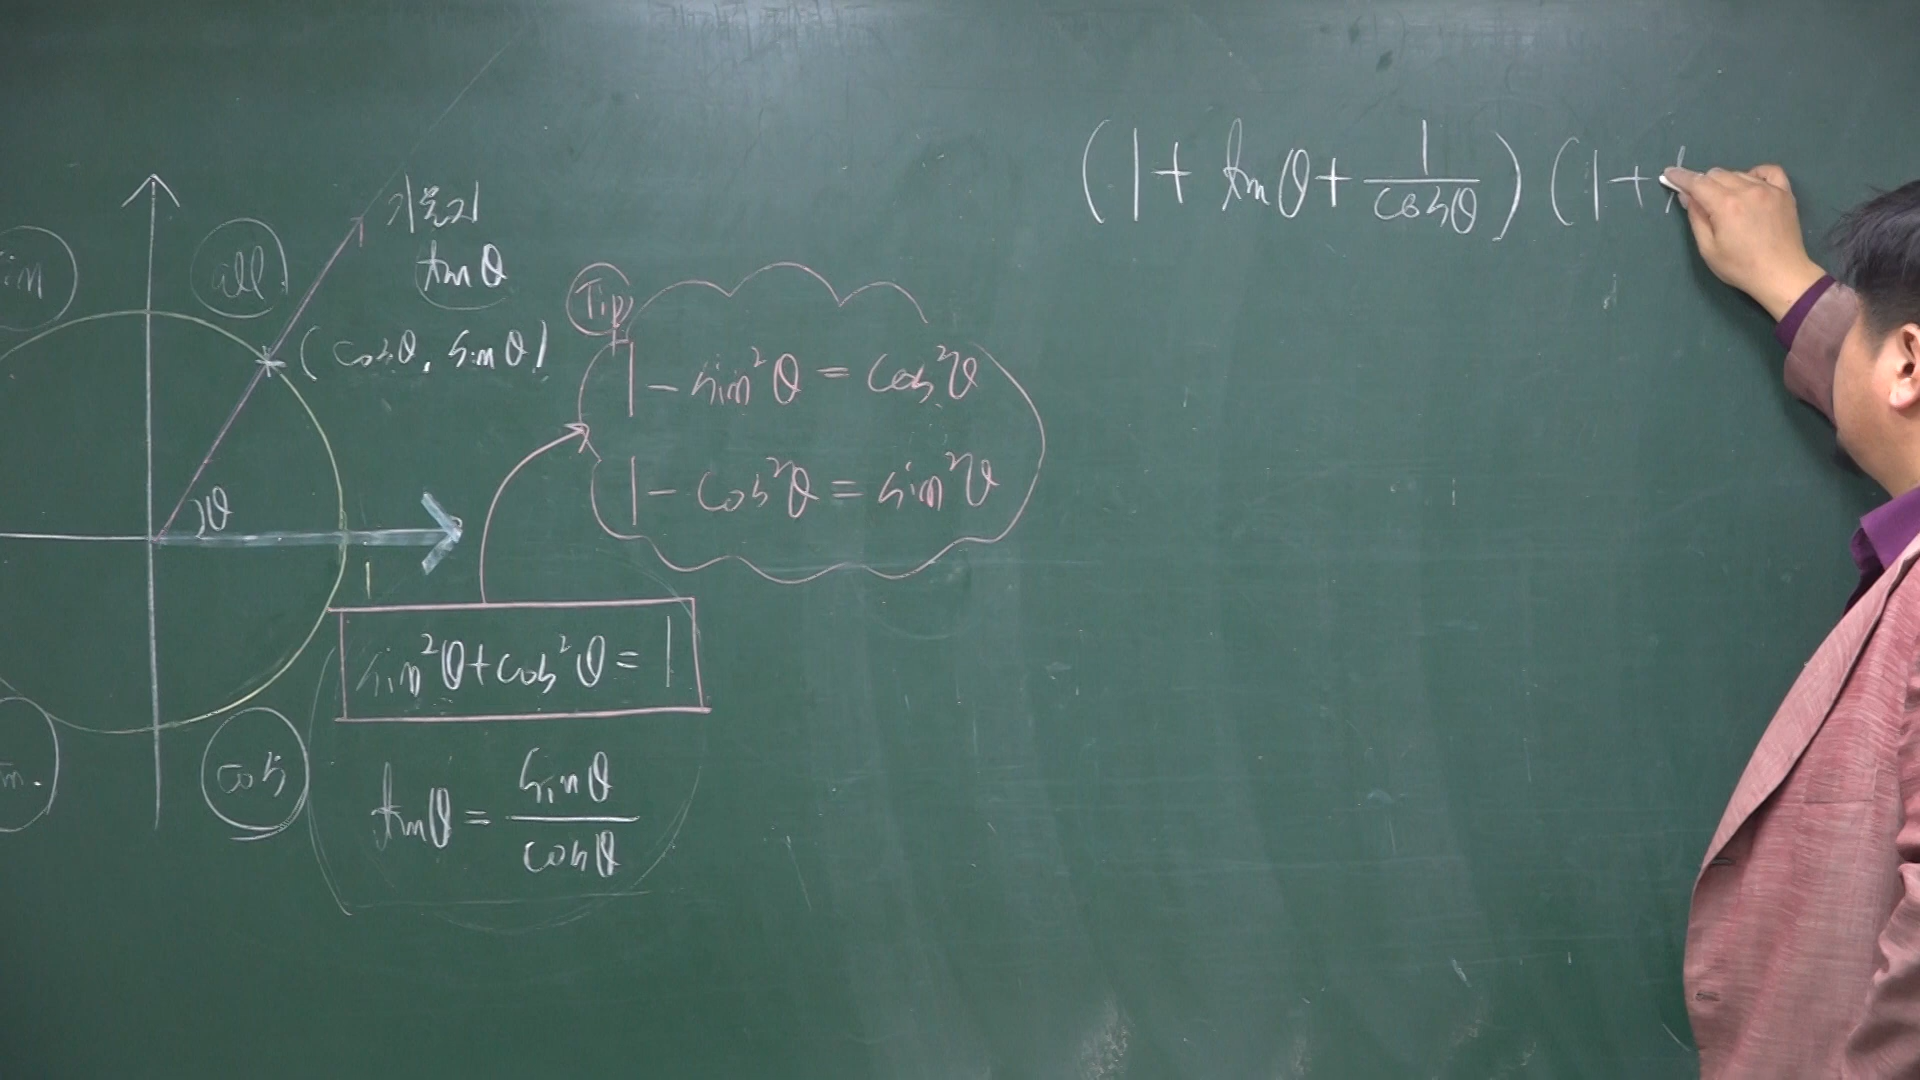 all
기울기
tanθ
(cosθ, sinθ)
θ
1
cos
Tip
1 - sin²θ = cos²θ
1 - cos²θ = sin²θ
sin²θ + cos²θ = 1
tanθ = sinθ/cosθ
(1 + tanθ + 1/cosθ) (1 +